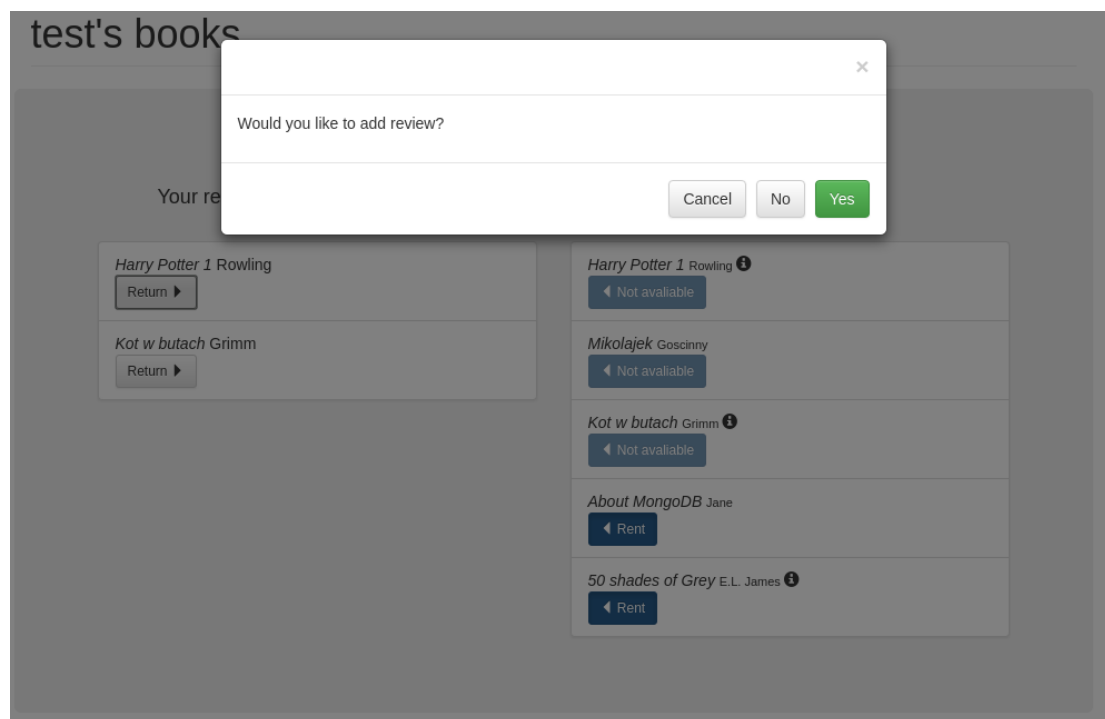 test's books
×
Would you like to add review?
Cancel No Yes
Your re
Harry Potter 1 Rowling
Return
Kot w butach Grimm
Return
Harry Potter 1 Rowling
Not avaliable
Mikolajek Goscinny
Not avaliable
Kot w butach Grimm
Not avaliable
About MongoDB Jane
Rent
50 shades of Grey E.L. James
Rent